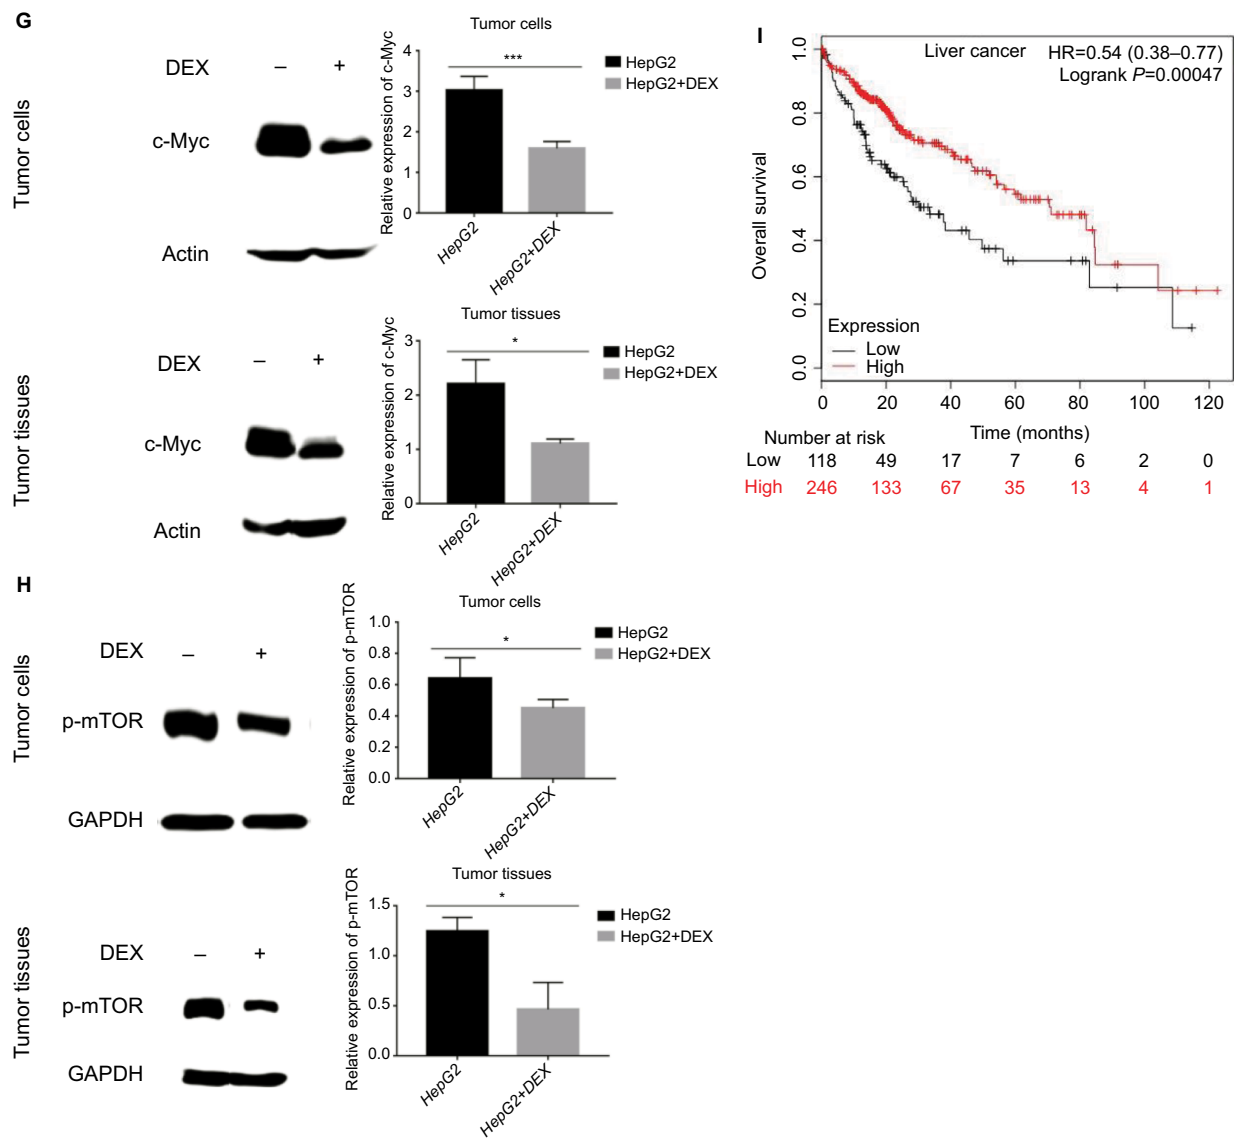 G
Tumor cells
DEX – +
c-Myc
Actin
Tumor cells
Relative expression of c-Myc
4
3
2
1
0
***
HepG2
HepG2+DEX
HepG2
HepG2+DEX
Tumor tissues
DEX – +
c-Myc
Actin
Tumor tissues
Relative expression of c-Myc
3
2
1
0
*
HepG2
HepG2+DEX
HepG2
HepG2+DEX
H
Tumor cells
DEX – +
p-mTOR
GAPDH
Tumor cells
Relative expression of p-mTOR
1.0
0.8
0.6
0.4
0.2
0.0
*
HepG2
HepG2+DEX
HepG2
HepG2+DEX
Tumor tissues
DEX – +
p-mTOR
GAPDH
Tumor tissues
Relative expression of p-mTOR
1.5
1.0
0.5
0.0
*
HepG2
HepG2+DEX
HepG2
HepG2+DEX
I
Liver cancer HR=0.54 (0.38–0.77)
Logrank P=0.00047
Overall survival
1.0
0.8
0.6
0.4
0.2
0.0
Expression
Low
High
0 20 40 60 80 100 120
Time (months)
Number at risk
Low 118 49 17 7 6 2 0
High 246 133 67 35 13 4 1